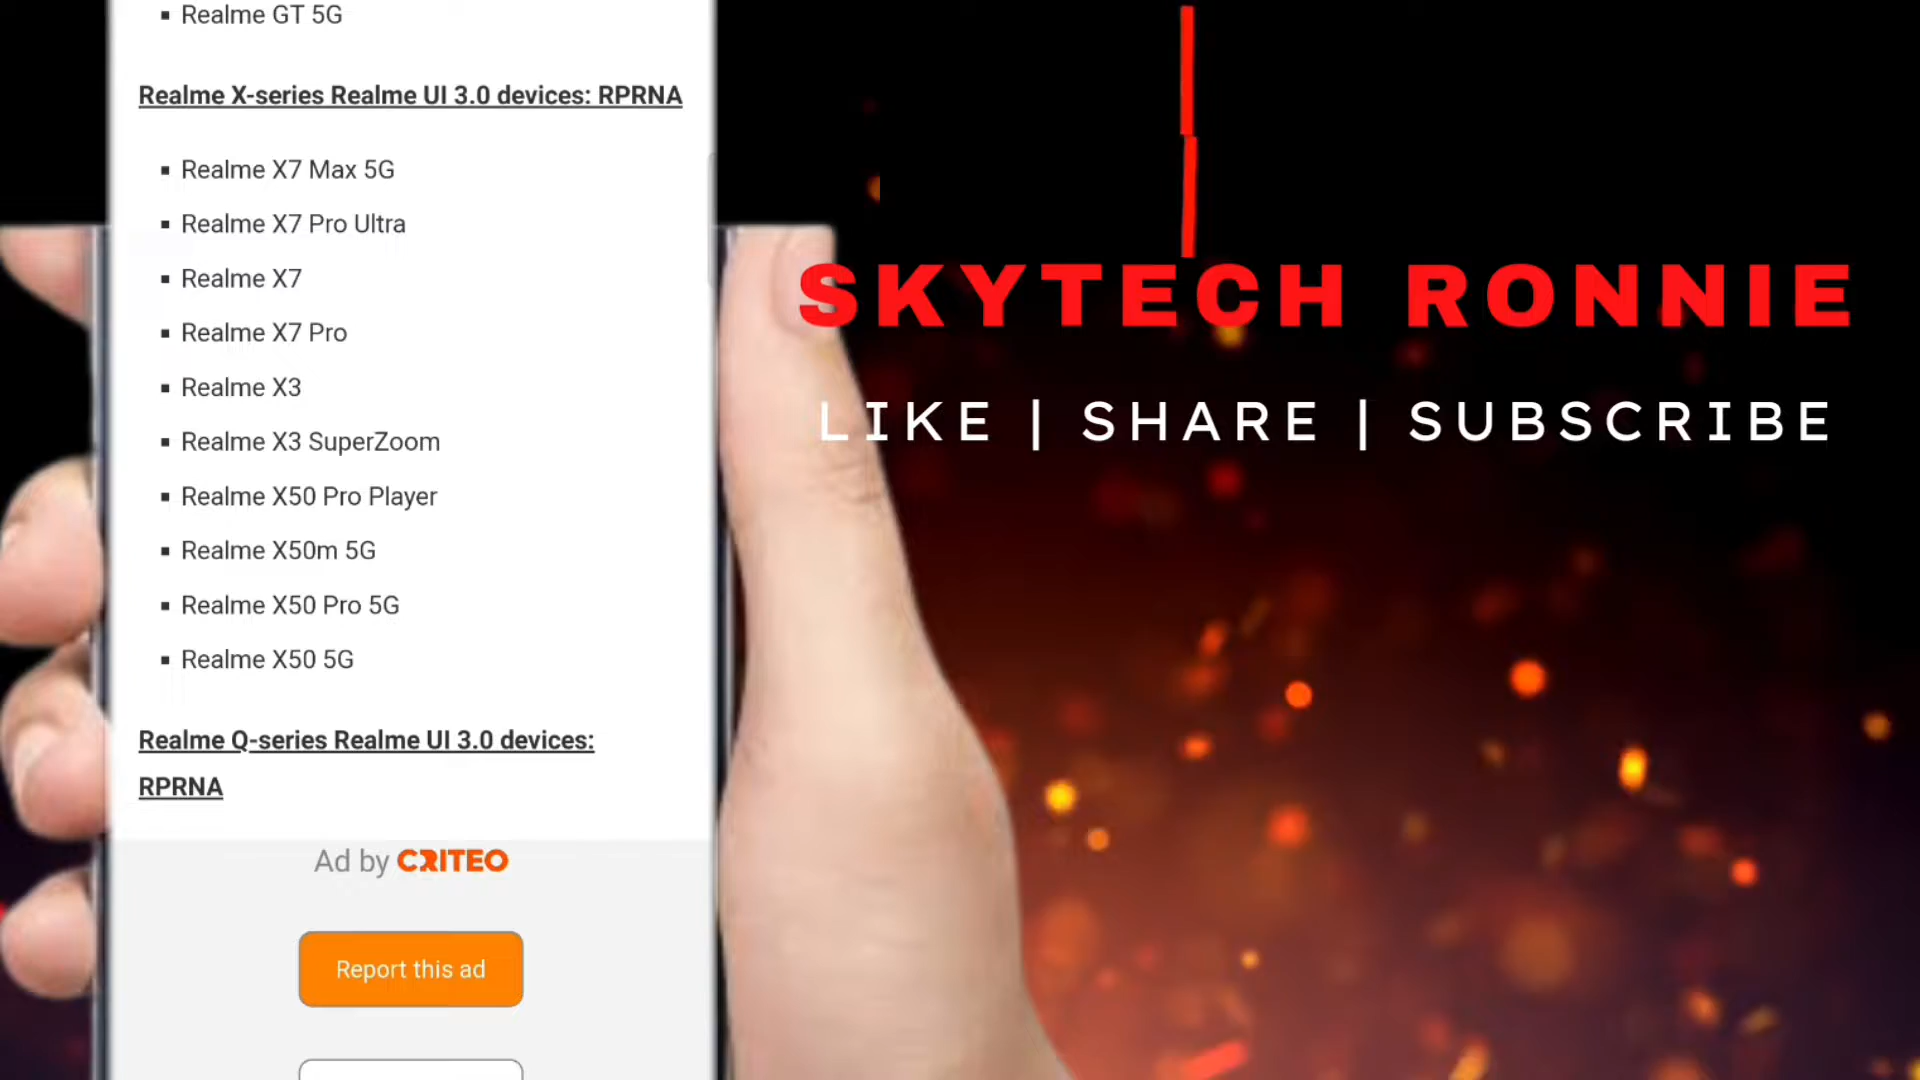 Realme GT 5G
Realme X-series Realme UI 3.0 devices: RPRNA
Realme X7 Max 5G
Realme X7 Pro Ultra
Realme X7
Realme X7 Pro
Realme X3
Realme X3 SuperZoom
Realme X50 Pro Player
Realme X50m 5G
Realme X50 Pro 5G
Realme X50 5G
Realme Q-series Realme UI 3.0 devices:
RPRNA
Ad by CRITEO
Report this ad
SKYTECH RONNIE
LIKE | SHARE | SUBSCRIBE